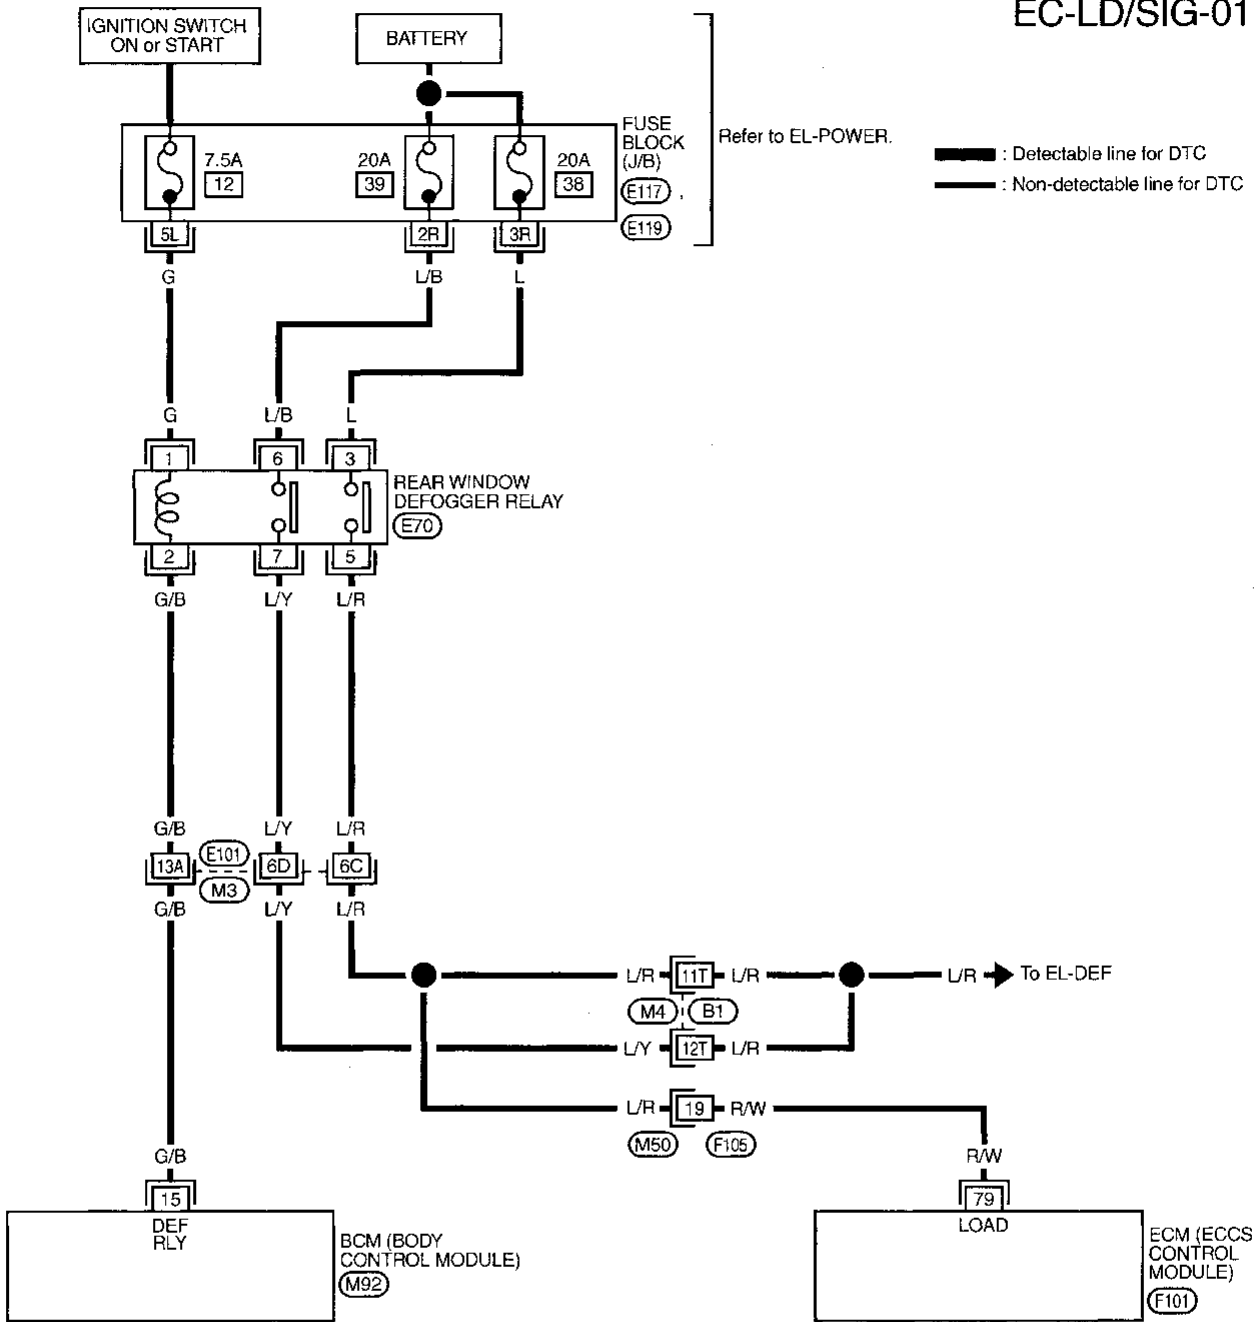 EC-LD/SIG-01
IGNITION SWITCH
ON or START
BATTERY
FUSE
BLOCK
(J/B)
E117 ,
E119
Refer to EL-POWER.
: Detectable line for DTC
: Non-detectable line for DTC
7.5A
12
20A
39
20A
38
5L
2R
3R
G
L/B
L
G
L/B
L
1
6
3
REAR WINDOW
DEFOGGER RELAY
E70
2
7
5
G/B
L/Y
L/R
G/B
L/Y
L/R
13A
E101
M3
6D
6C
G/B
L/Y
L/R
L/R
11T
L/R
L/R
To EL-DEF
M4
B1
L/Y
12T
L/R
L/R
19
R/W
M50
F105
G/B
R/W
15
79
DEF
RLY
LOAD
BCM (BODY
CONTROL MODULE)
M92
ECM (ECCS
CONTROL
MODULE)
F101